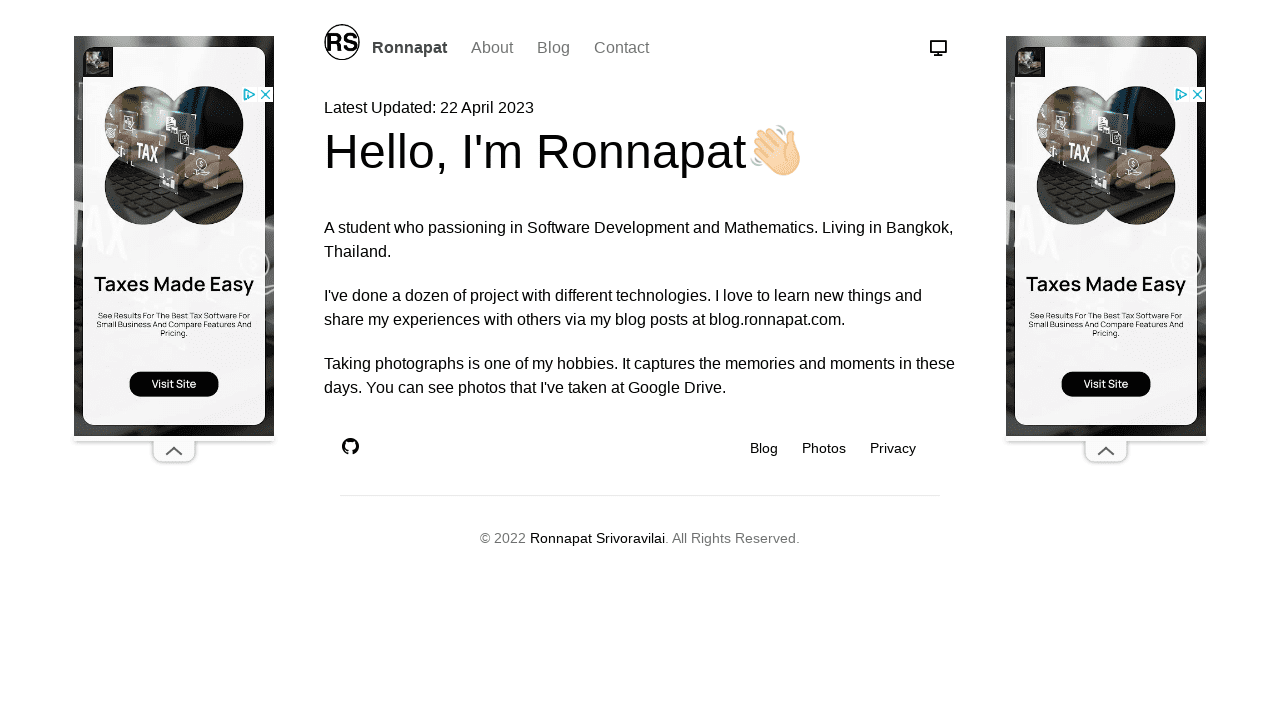 RS
Ronnapat About Blog Contact
Latest Updated: 22 April 2023
Hello, I'm Ronnapat👋🏻
A student who passioning in Software Development and Mathematics. Living in Bangkok,
Thailand.
I've done a dozen of project with different technologies. I love to learn new things and
share my experiences with others via my blog posts at blog.ronnapat.com.
Taking photographs is one of my hobbies. It captures the memories and moments in these
days. You can see photos that I've taken at Google Drive.
Blog Photos Privacy
© 2022 Ronnapat Srivoravilai. All Rights Reserved.
TAX
TAX
Taxes Made Easy
See Results For The Best Tax Software For
Small Business And Compare Features And
Pricing.
Visit Site
TAX
TAX
Taxes Made Easy
See Results For The Best Tax Software For
Small Business And Compare Features And
Pricing.
Visit Site